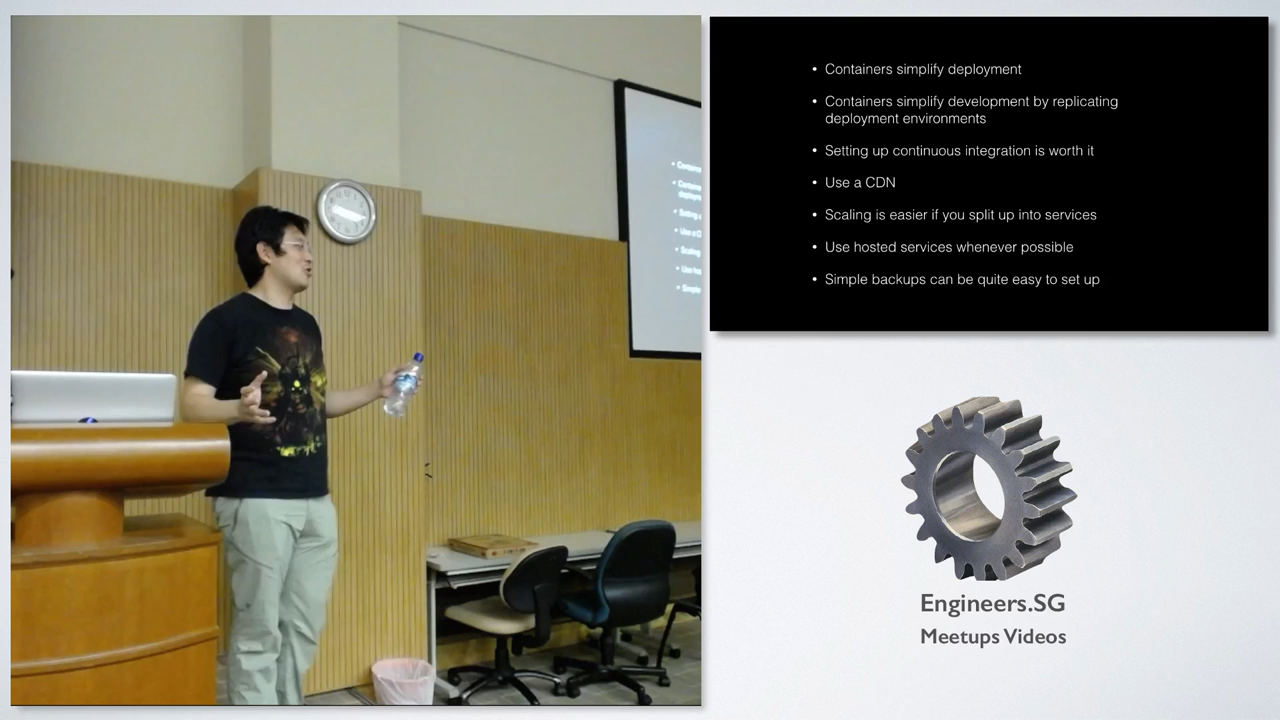 • Containers simplify deployment
• Containers simplify development by replicating
deployment environments
• Setting up continuous integration is worth it
• Use a CDN
• Scaling is easier if you split up into services
• Use hosted services whenever possible
• Simple backups can be quite easy to set up
Engineers.SG
Meetups Videos